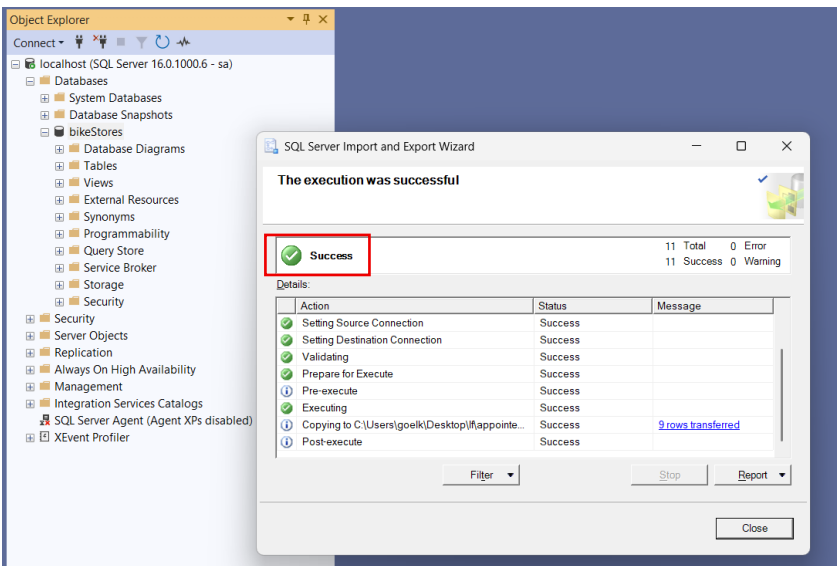 Object Explorer
Connect
localhost (SQL Server 16.0.1000.6 - sa)
Databases
System Databases
Database Snapshots
bikeStores
Database Diagrams
Tables
Views
External Resources
Synonyms
Programmability
Query Store
Service Broker
Storage
Security
Security
Server Objects
Replication
Always On High Availability
Management
Integration Services Catalogs
SQL Server Agent (Agent XPs disabled)
XEvent Profiler
SQL Server Import and Export Wizard
The execution was successful
Success
11 Total 0 Error
11 Success 0 Warning
Details:
Action Status Message
Setting Source Connection Success
Setting Destination Connection Success
Validating Success
Prepare for Execute Success
Pre-execute Success
Executing Success
Copying to C:\Users\goelk\Desktop\lf\appointe... Success 9 rows transferred
Post-execute Success
Filter Stop Report
Close